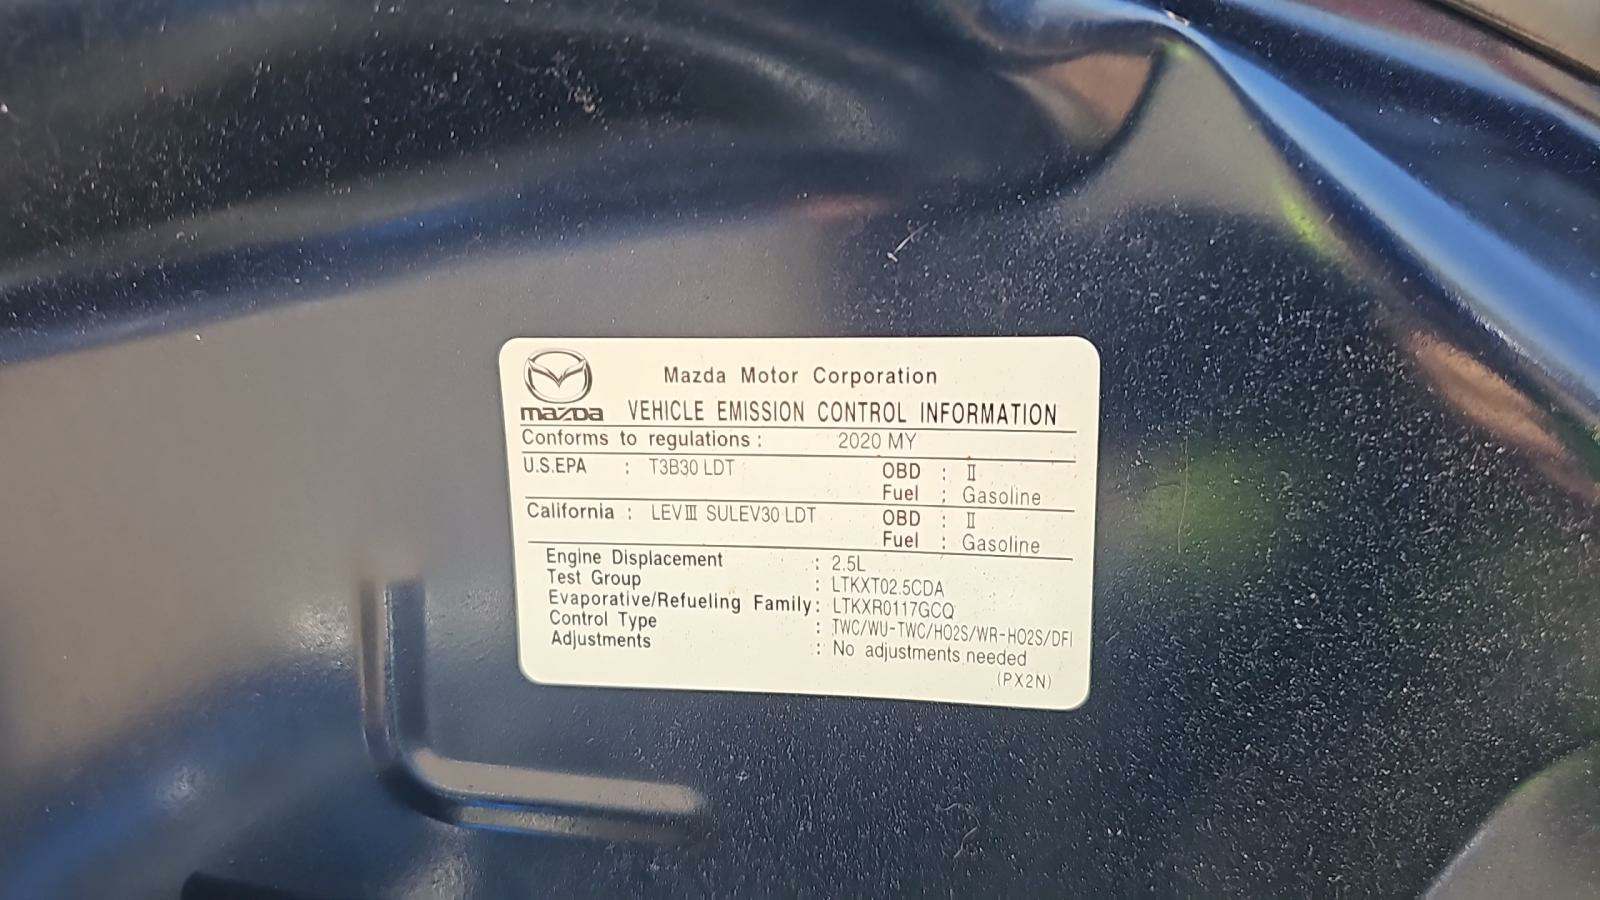 Mazda Motor Corporation
mazda VEHICLE EMISSION CONTROL INFORMATION
Conforms to regulations : 2020 MY
U.S.EPA : T3B30 LDT OBD : II
Fuel : Gasoline
California : LEVIII SULEV30 LDT OBD : II
Fuel : Gasoline
Engine Displacement : 2.5L
Test Group : LTKXT02.5CDA
Evaporative/Refueling Family : LTKXR0117GCQ
Control Type : TWC/WU-TWC/HO2S/WR-HO2S/DFI
Adjustments : No adjustments needed
(PX2N)